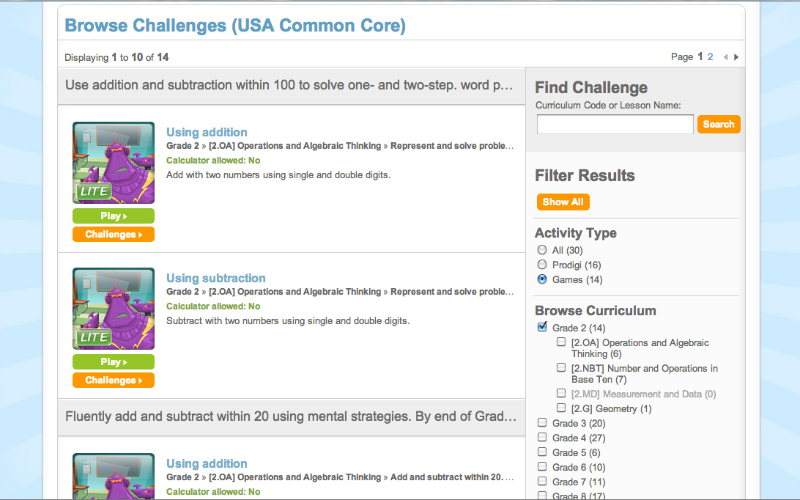 Browse Challenges (USA Common Core)
Displaying 1 to 10 of 14
Page 1 2
Use addition and subtraction within 100 to solve one- and two-step. word p...
Using addition
Grade 2 » [2.OA] Operations and Algebraic Thinking » Represent and solve proble...
Calculator allowed: No
Add with two numbers using single and double digits.
LITE
Play
Challenges
Using subtraction
Grade 2 » [2.OA] Operations and Algebraic Thinking » Represent and solve proble...
Calculator allowed: No
Subtract with two numbers using single and double digits.
LITE
Play
Challenges
Fluently add and subtract within 20 using mental strategies. By end of Grad...
Using addition
Grade 2 » [2.OA] Operations and Algebraic Thinking » Add and subtract within 20. ...
Calculator allowed: No
Find Challenge
Curriculum Code or Lesson Name:
Search
Filter Results
Show All
Activity Type
All (30)
Prodigi (16)
Games (14)
Browse Curriculum
Grade 2 (14)
[2.OA] Operations and Algebraic
Thinking (6)
[2.NBT] Number and Operations in
Base Ten (7)
[2.MD] Measurement and Data (0)
[2.G] Geometry (1)
Grade 3 (20)
Grade 4 (27)
Grade 5 (6)
Grade 6 (10)
Grade 7 (11)
Grade 8 (17)